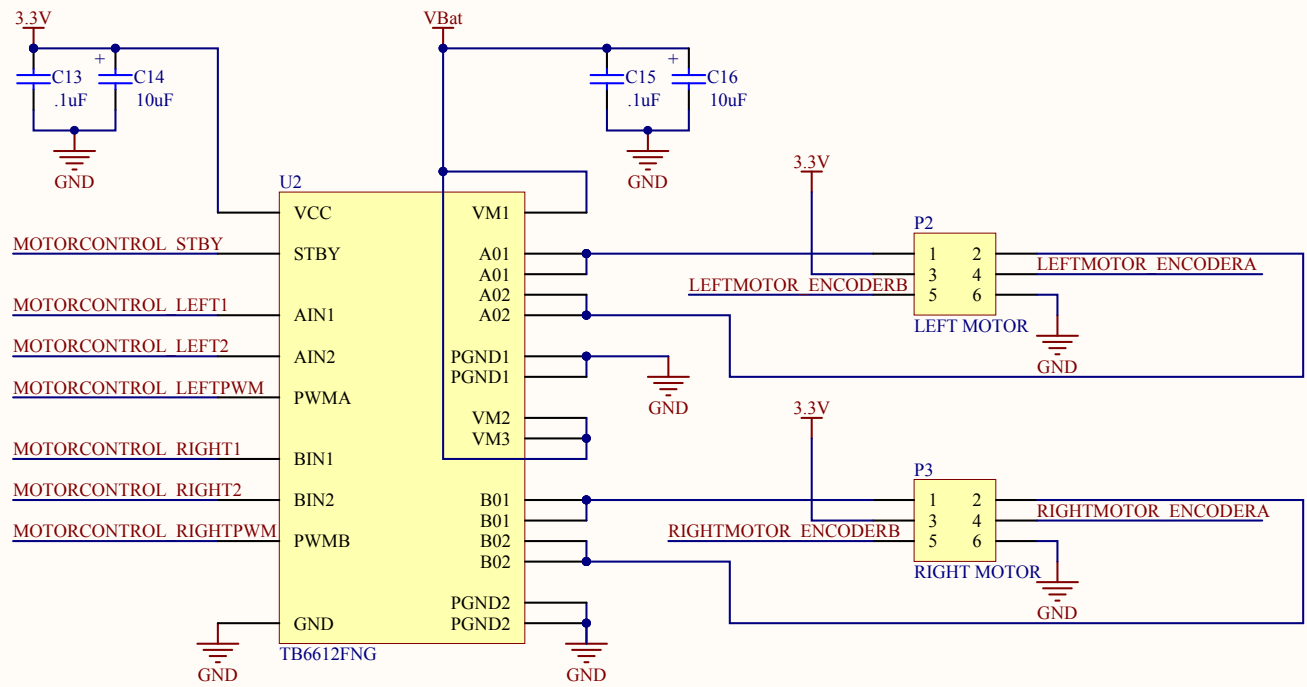 3.3V
VBat
+
C13
C14
.1uF
10uF
GND
+
C15
C16
.1uF
10uF
GND
U2
VCC
STBY
AIN1
AIN2
PWMA
BIN1
BIN2
PWMB
GND
VM1
A01
A01
A02
A02
PGND1
PGND1
VM2
VM3
B01
B01
B02
B02
PGND2
PGND2
TB6612FNG
MOTORCONTROL_STBY
MOTORCONTROL_LEFT1
MOTORCONTROL_LEFT2
MOTORCONTROL_LEFTPWM
MOTORCONTROL_RIGHT1
MOTORCONTROL_RIGHT2
MOTORCONTROL_RIGHTPWM
GND
GND
GND
3.3V
P2
1 2
3 4
5 6
LEFT MOTOR
LEFTMOTOR_ENCODERA
LEFTMOTOR_ENCODERB
GND
3.3V
P3
1 2
3 4
5 6
RIGHT MOTOR
RIGHTMOTOR_ENCODERA
RIGHTMOTOR_ENCODERB
GND